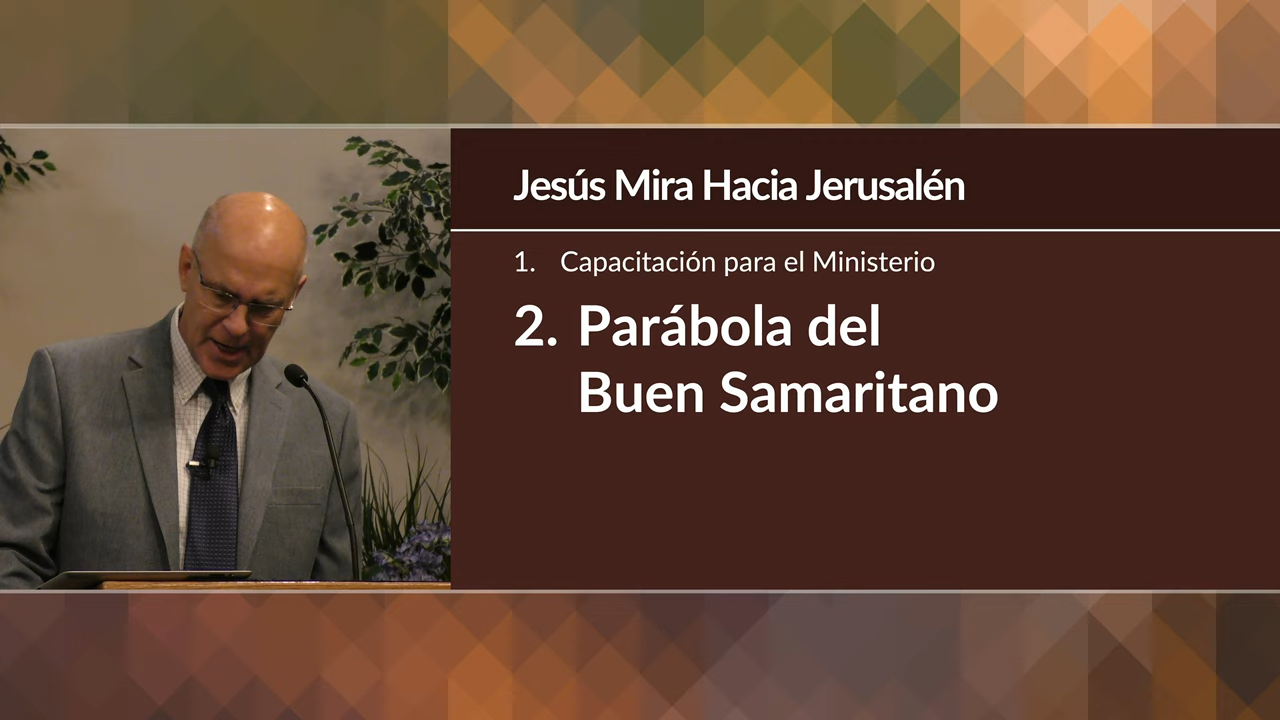 Jesús Mira Hacia Jerusalén
1. Capacitación para el Ministerio
2. Parábola del
Buen Samaritano